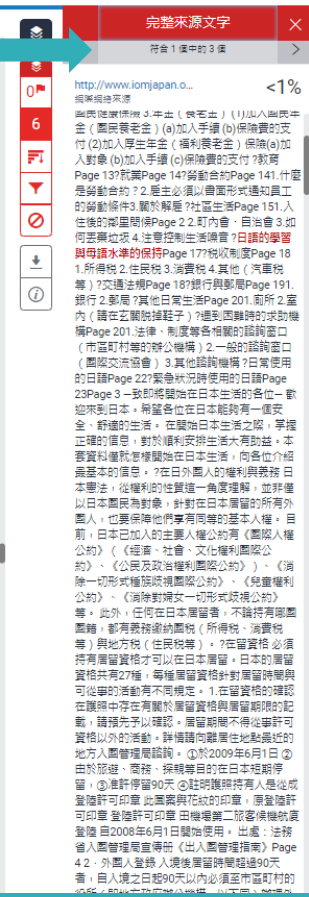 完整來源文字
符合 1 個中的 3 個
0
6
http://www.iomjapan.o...
<1%
網際網絡來源
國民健康保險 3.年金（養老金）(1)加入國民年
金（國民養老金）(a)加入手續 (b)保險費的支
付 (2)加入厚生年金（福利養老金）保險(a)加
入對象 (b)加入手續 (c)保險費的支付 ?教育
Page 13?就業Page 14?勞動合約Page 141.什麼
是勞動合約？2.雇主必須以書面形式通知員工
的勞動條件3.關於解雇 ?社區生活Page 151.入
住後的鄰里問候Page 2 2.町內會．自治會 3.如
何丟棄垃圾 4.注意控制生活噪音 ?日語的學習
與母語水準的保持Page 17?稅收制度Page 18
1.所得税 2.住民税 3.消費税 4.其他（汽車税
等）?交通法規Page 18?銀行與郵局Page 191.
銀行 2.郵局 ?其他日常生活Page 201.廁所 2.室
內（請在玄關脫掉鞋子）?遇到困難時的求助機
構Page 201.法律、制度等各相關的諮詢窗口
（市區町村等的辦公機構）2.一般的諮詢窗口
（國際交流協會）3.其他諮詢機構 ?日常使用
的日語Page 22?緊急狀況時使用的日語Page
23Page 3 –致即將開始在日本生活的各位– 歡
迎來到日本。希望各位在日本能夠有一個安
全、舒適的生活。 在開始日本生活之際，掌握
正確的信息，對於順利安排生活大有助益。本
套資料僅就怎樣開始在日本生活，向各位介紹
最基本的信息。 ?在日外國人的權利與義務 日
本憲法，從權利的性質這一角度理解，並非僅
以日本國民為對象，針對在日本居留的所有外
國人，也要保障他們享有同等的基本人權。 目
前，日本已加入的主要人權公約有《國際人權
公約》（《經濟、社會、文化權利國際公
約》、《公民及政治權利國際公約》）、《消
除一切形式種族歧視國際公約》、《兒童權利
公約》、《消除對婦女一切形式歧視公約》
等。 此外，任何在日本居留者，不論持有哪國
國籍，都有義務繳納國稅（所得税、消費税
等）與地方税（住民税等）。 ?在留資格 必須
持有居留資格才可以在日本居留。日本的居留
資格共有27種，每種居留資格針對居留時間與
可從事的活動有不同規定。 1.在留資格的確認
在護照中存在有關於居留資格與居留期限的記
載，請預先予以確認。居留期間不得從事許可
資格以外的活動。詳情請向離居住地點最近的
地方入國管理局諮詢。 ①於2009年6月1日 ②
由於旅遊、商務、探親等目的在日本短期停
留，③准許停留90天 ④註明護照持有人是從成
登陸許可印章 此圖案與花紋的印章，原登陸許
可印章 登陸許可印章 田機場第二旅客候機航廈
登陸 自2008年6月1日開始使用。 出處：法務
省入國管理局宣傳冊《出入國管理指南》Page
4 2．外國人登錄 入境後居留時間超過90天
者，自入境之日起90天以內必須至市區町村的